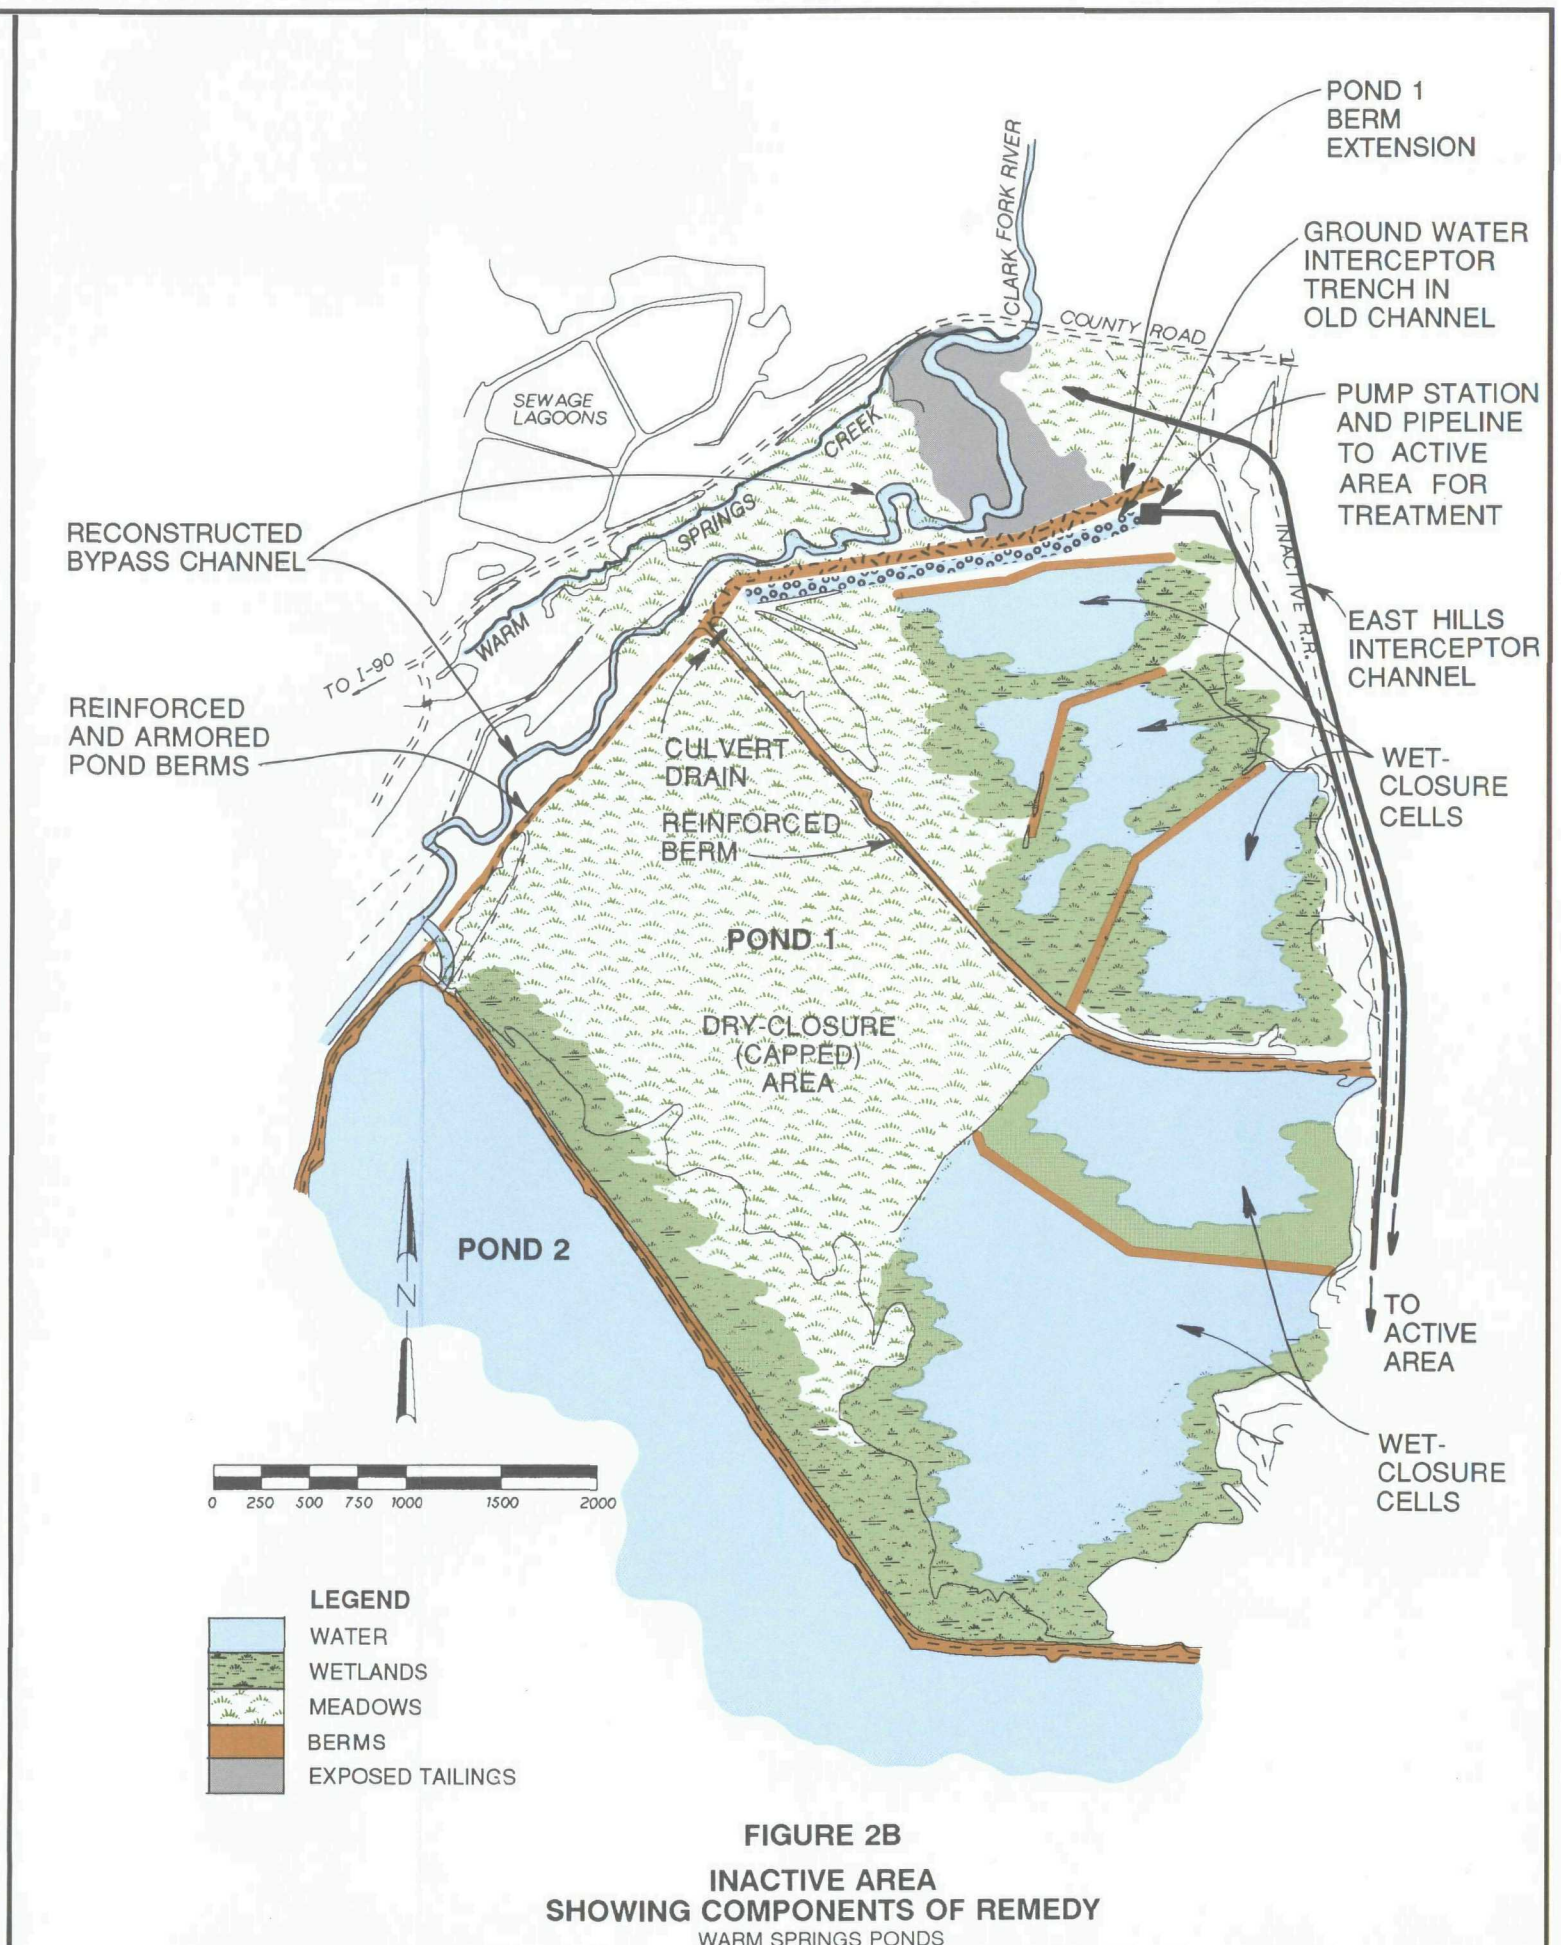 POND 1
BERM
EXTENSION
CLARK FORK RIVER
GROUND WATER
INTERCEPTOR
TRENCH IN
OLD CHANNEL
COUNTY ROAD
PUMP STATION
AND PIPELINE
TO ACTIVE
AREA FOR
TREATMENT
SEWAGE
LAGOONS
WARM SPRINGS CREEK
RECONSTRUCTED
BYPASS CHANNEL
INACTIVE R.R.
EAST HILLS
INTERCEPTOR
CHANNEL
TO I-90
REINFORCED
AND ARMORED
POND BERMS
CULVERT
DRAIN
WET-
CLOSURE
CELLS
REINFORCED
BERM
POND 1
DRY-CLOSURE
(CAPPED)
AREA
POND 2
N
TO
ACTIVE
AREA
WET-
CLOSURE
CELLS
0 250 500 750 1000 1500 2000
LEGEND
WATER
WETLANDS
MEADOWS
BERMS
EXPOSED TAILINGS
FIGURE 2B
INACTIVE AREA
SHOWING COMPONENTS OF REMEDY
WARM SPRINGS PONDS